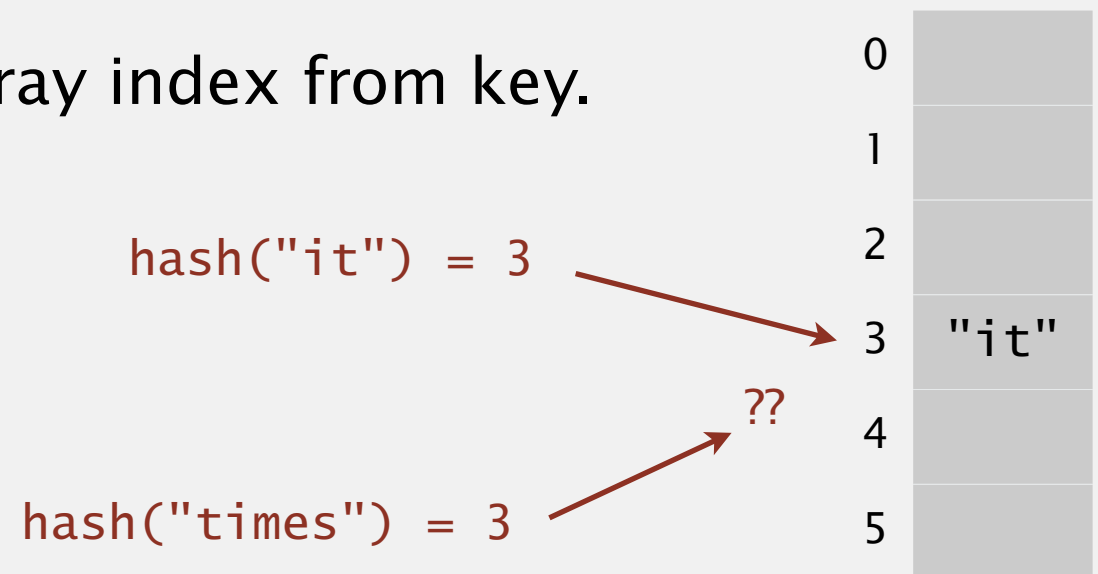 ray index from key.
hash("it") = 3
??
hash("times") = 3
0
1
2
3 "it"
4
5